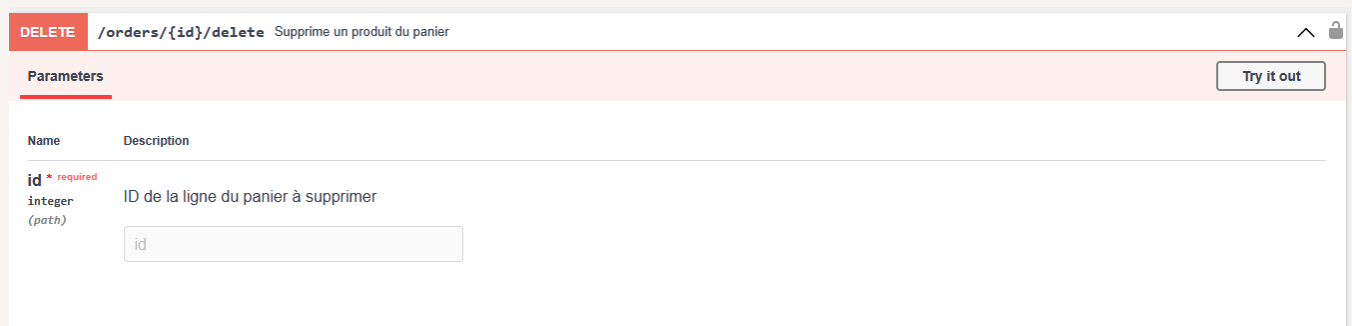 DELETE /orders/{id}/delete Supprime un produit du panier
Parameters Try it out
Name Description
id * required
integer
(path)
ID de la ligne du panier à supprimer
id